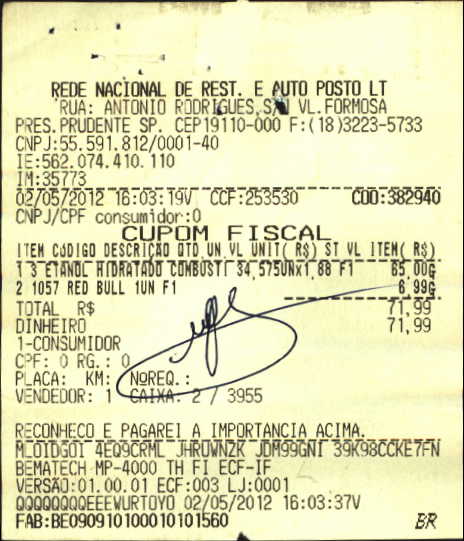 REDE NACIONAL DE REST. E AUTO POSTO LT
RUA: ANTONIO RODRIGUES,S/N VL.FORMOSA
PRES.PRUDENTE SP. CEP19110-000 F:(18)3223-5733
CNPJ:55.591.812/0001-40
IE:562.074.410.110
IM:35773
02/05/2012 16:03:19V CCF:253530 COO:382940
CNPJ/CPF consumidor:0
CUPOM FISCAL
ITEM CóDIGO DESCRIÇÃO QTD.UN.VL UNIT( R$) ST VL ITEM( R$)
1 3 ETANOL HIDRATADO COMBUSTÍ 34,575UNx1,88 F1 65,00G
2 1057 RED BULL 1UN F1 6,99G
TOTAL R$ 71,99
DINHEIRO 71,99
1-CONSUMIDOR
CPF: 0 RG.: 0
PLACA: KM: NOREQ.:
VENDEDOR: 1 CAIXA: 2 / 3955
RECONHECO E PAGAREI A IMPORTANCIA ACIMA.
4EQ9CRML JHRUWNZK JDM99GNI 39K98CCKE7FN
BEMATECH MP-4000 TH FI ECF-IF
VERSÃO:01.00.01 ECF:003 LJ:0001
QQQQQQQQEEEWURTOYO 02/05/2012 16:03:37V
FAB:BE090910100010101560 BR